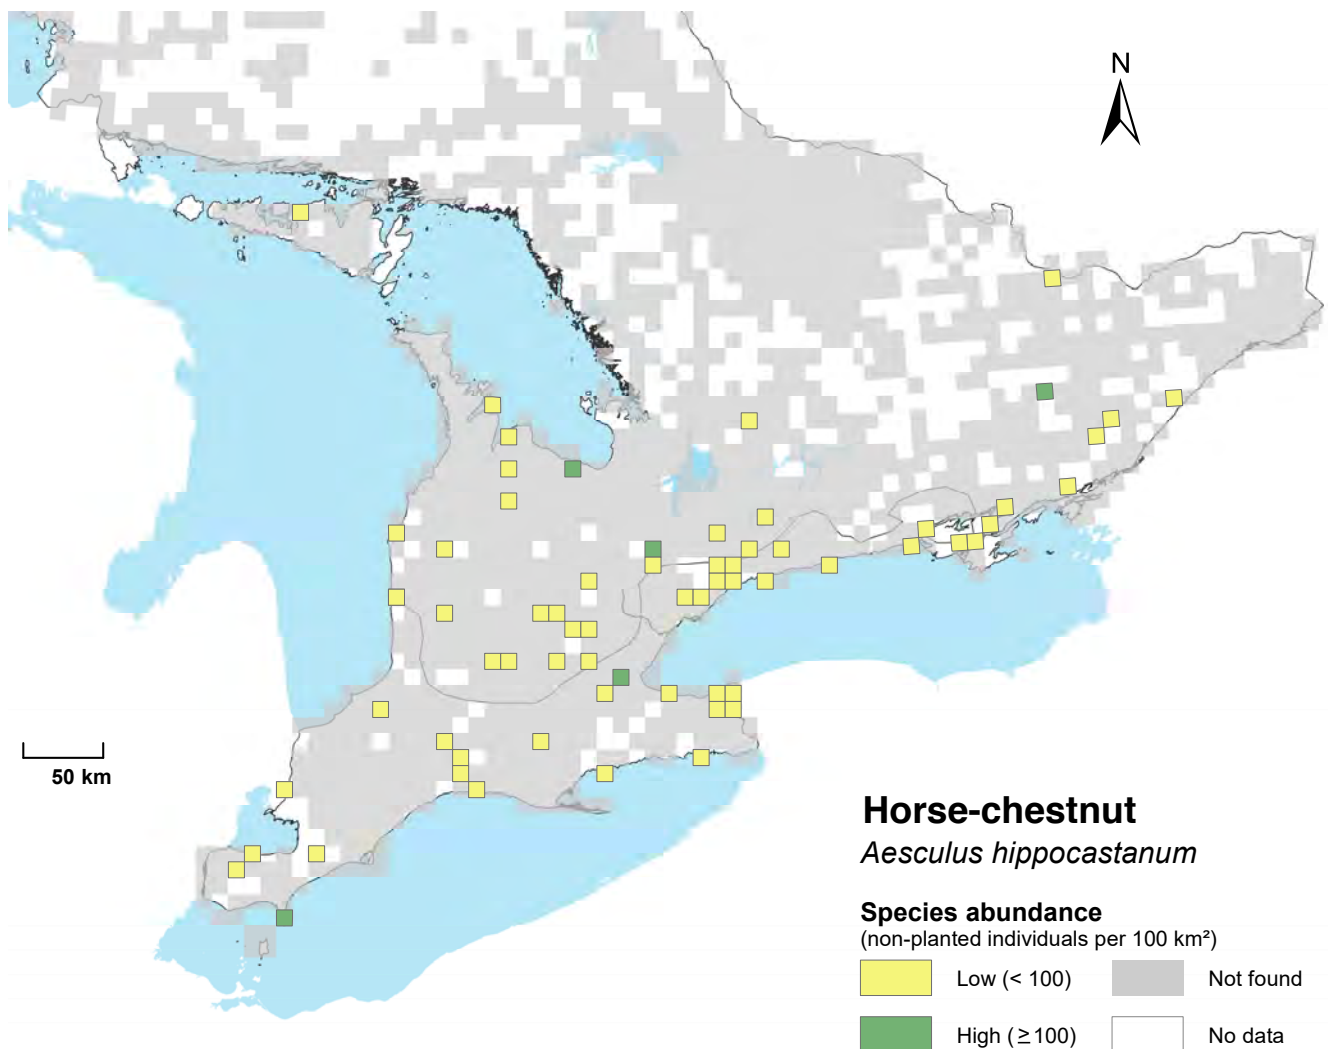 N
50 km
Horse-chestnut
Aesculus hippocastanum
Species abundance
(non-planted individuals per 100 km²)
Low (< 100)
Not found
High (≥100)
No data